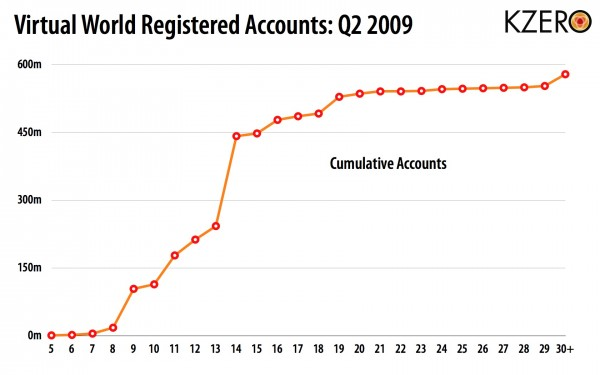 Virtual World Registered Accounts: Q2 2009
KZERO
600m
450m
Cumulative Accounts
300m
150m
0m
5 6 7 8 9 10 11 12 13 14 15 16 17 18 19 20 21 22 23 24 25 26 27 28 29 30+